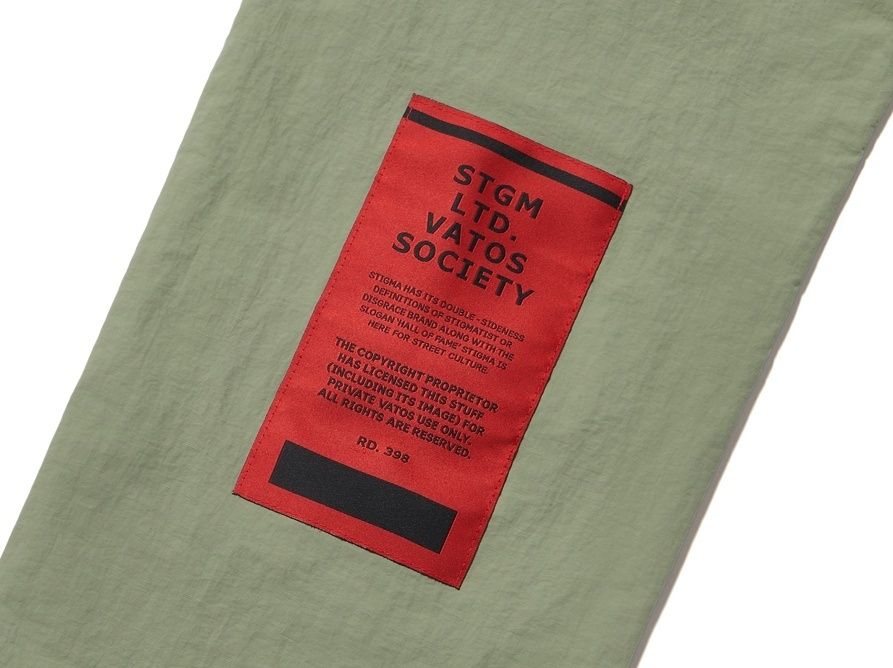 STGM
LTD.
VATOS
SOCIETY
STIGMA HAS ITS DOUBLE-SIDENESS
DEFINITIONS OF STIGMATIST OR
DISGRACE BRAND ALONG WITH THE
SLOGAN 'HALL OF FAME' STIGMA IS
HERE FOR STREET CULTURE
THE COPYRIGHT PROPRIETOR
HAS LICENSED THIS STUFF
(INCLUDING ITS IMAGE) FOR
PRIVATE VATOS USE ONLY.
ALL RIGHTS ARE RESERVED.
RD. 398